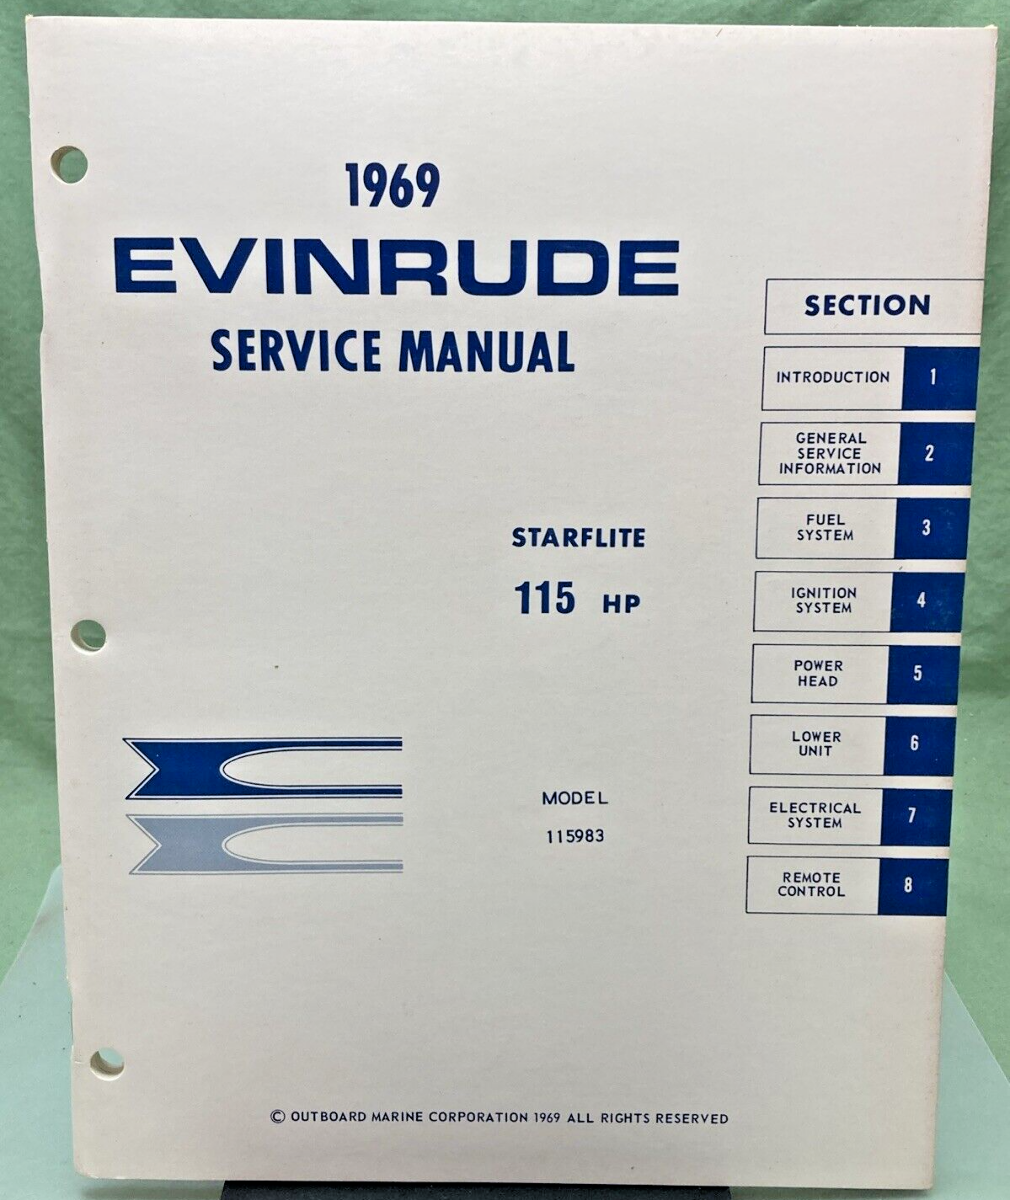 1969
EVINRUDE
SERVICE MANUAL
STARFLITE
115 HP
MODEL
115983
SECTION
INTRODUCTION 1
GENERAL
SERVICE 2
INFORMATION
FUEL
SYSTEM 3
IGNITION
SYSTEM 4
POWER
HEAD 5
LOWER
UNIT 6
ELECTRICAL
SYSTEM 7
REMOTE
CONTROL 8
© OUTBOARD MARINE CORPORATION 1969 ALL RIGHTS RESERVED